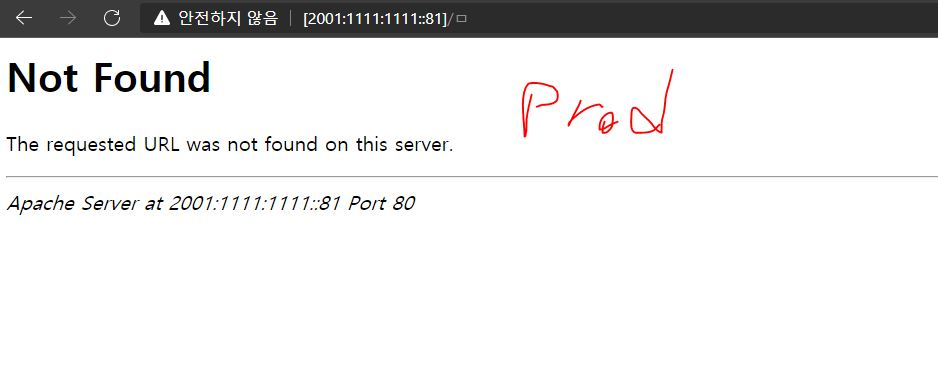 안전하지 않음 [2001:1111:1111::81]/ㅁ
Not Found
Prod
The requested URL was not found on this server.
Apache Server at 2001:1111:1111::81 Port 80